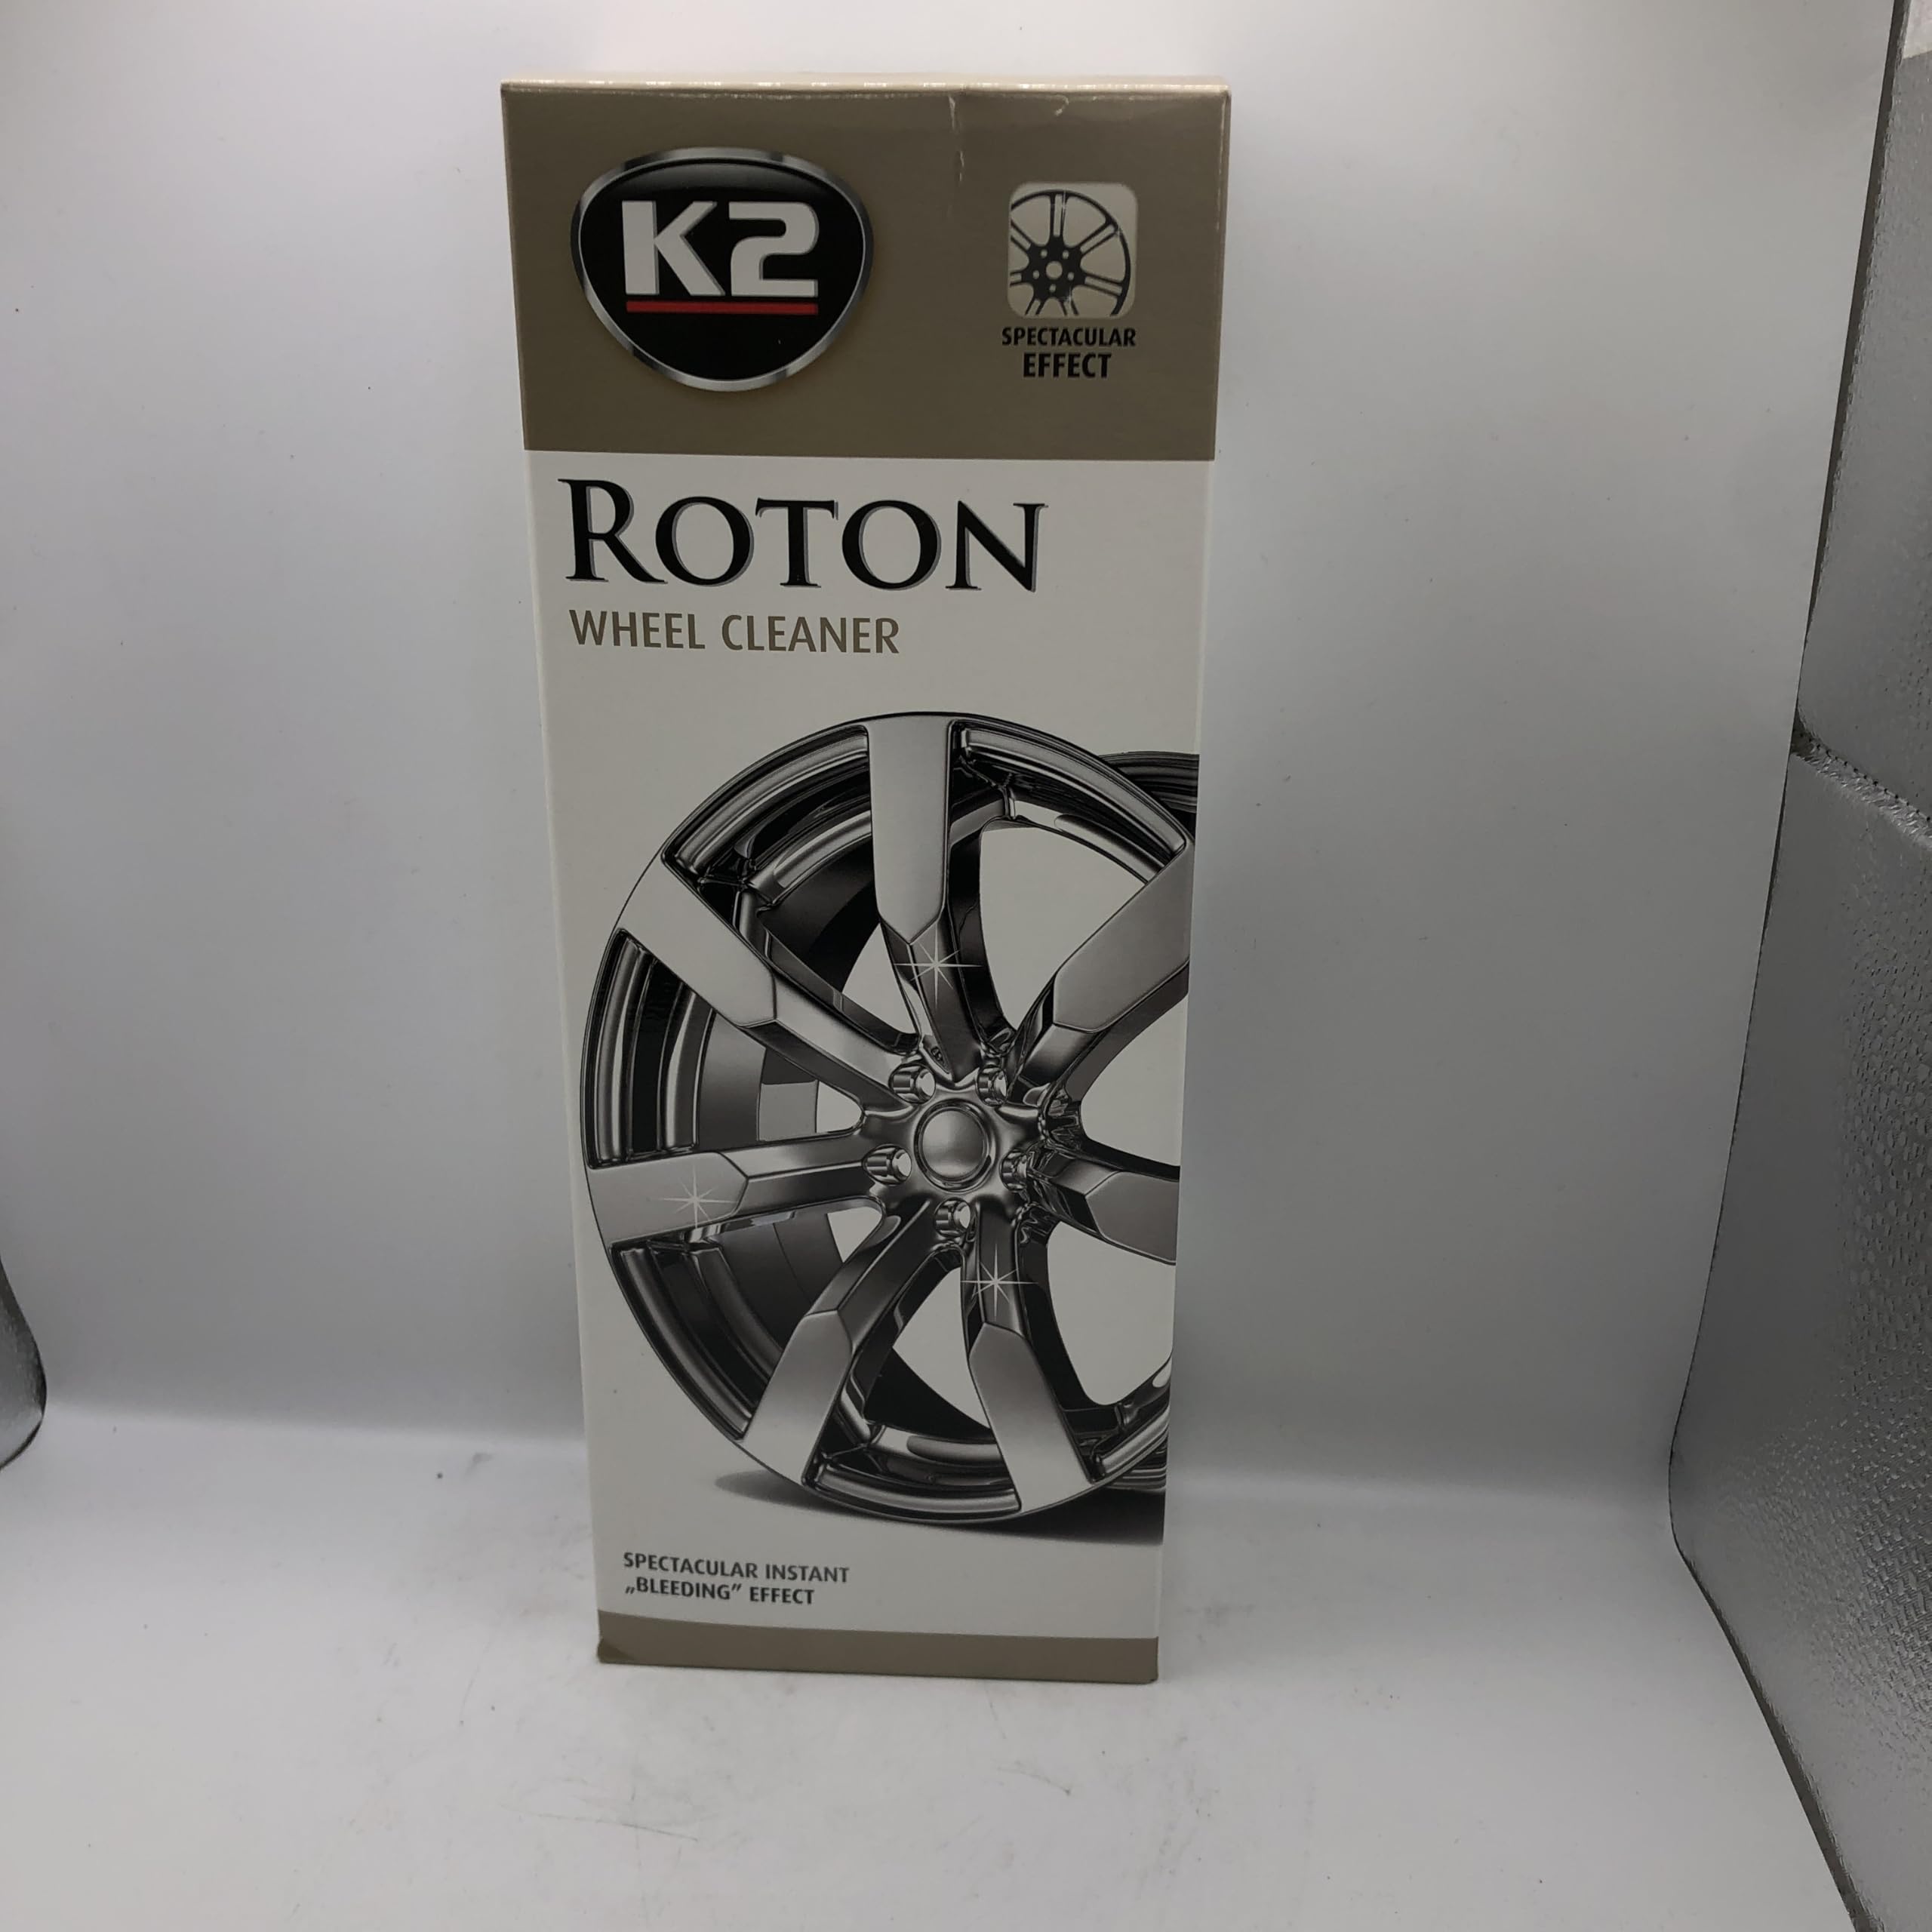 K2
SPECTACULAR
EFFECT
ROTON
WHEEL CLEANER
SPECTACULAR INSTANT
„BLEEDING” EFFECT